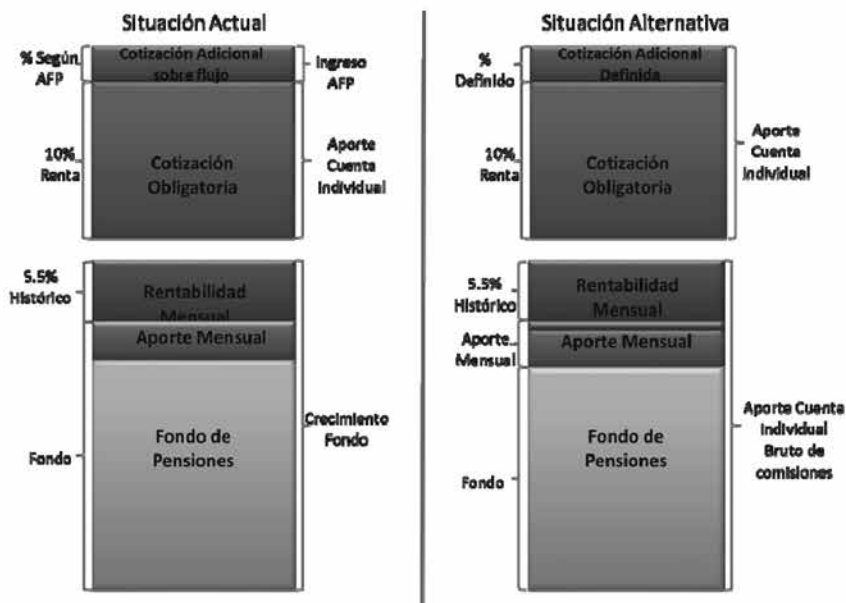 Situación Actual
% Según
AFP
Cotización Adicional
sobre flujo
Ingreso
AFP
10%
Renta
Cotización
Obligatoria
Aporte
Cuenta
Individual
5.5%
Histórico
Rentabilidad
Mensual
Aporte Mensual
Fondo
Fondo de
Pensiones
Crecimiento
Fondo
Situación Alternativa
%
Definido
Cotización Adicional
Definida
10%
Renta
Cotización
Obligatoria
Aporte
Cuenta
Individual
5.5%
Histórico
Rentabilidad
Mensual
Aporte
Mensual
Aporte Mensual
Fondo
Fondo de
Pensiones
Aporte Cuenta
Individual
Bruto de
comisiones